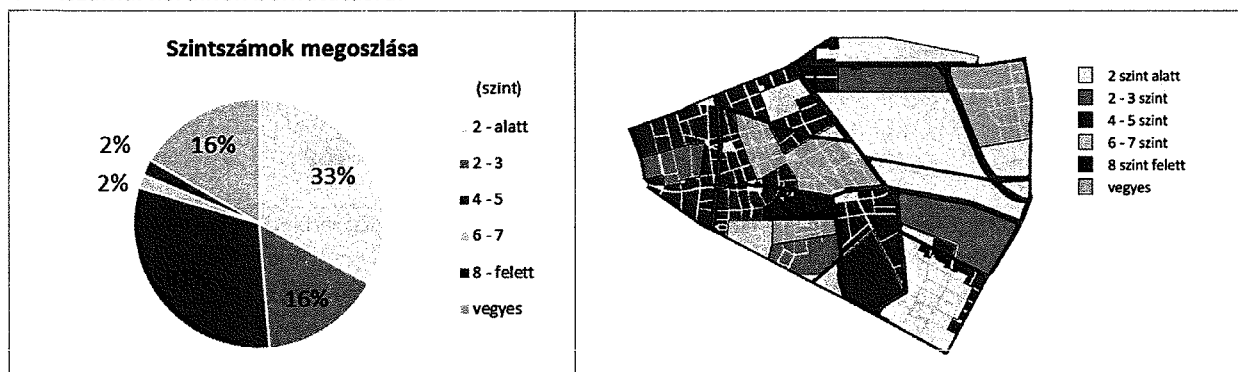 Szintszámok megoszlása
(szint)
2 - alatt
2 - 3
4 - 5
6 - 7
8 - felett
vegyes
33%
16%
2%
2%
16%
2 szint alatt
2 - 3 szint
4 - 5 szint
6 - 7 szint
8 szint felett
vegyes